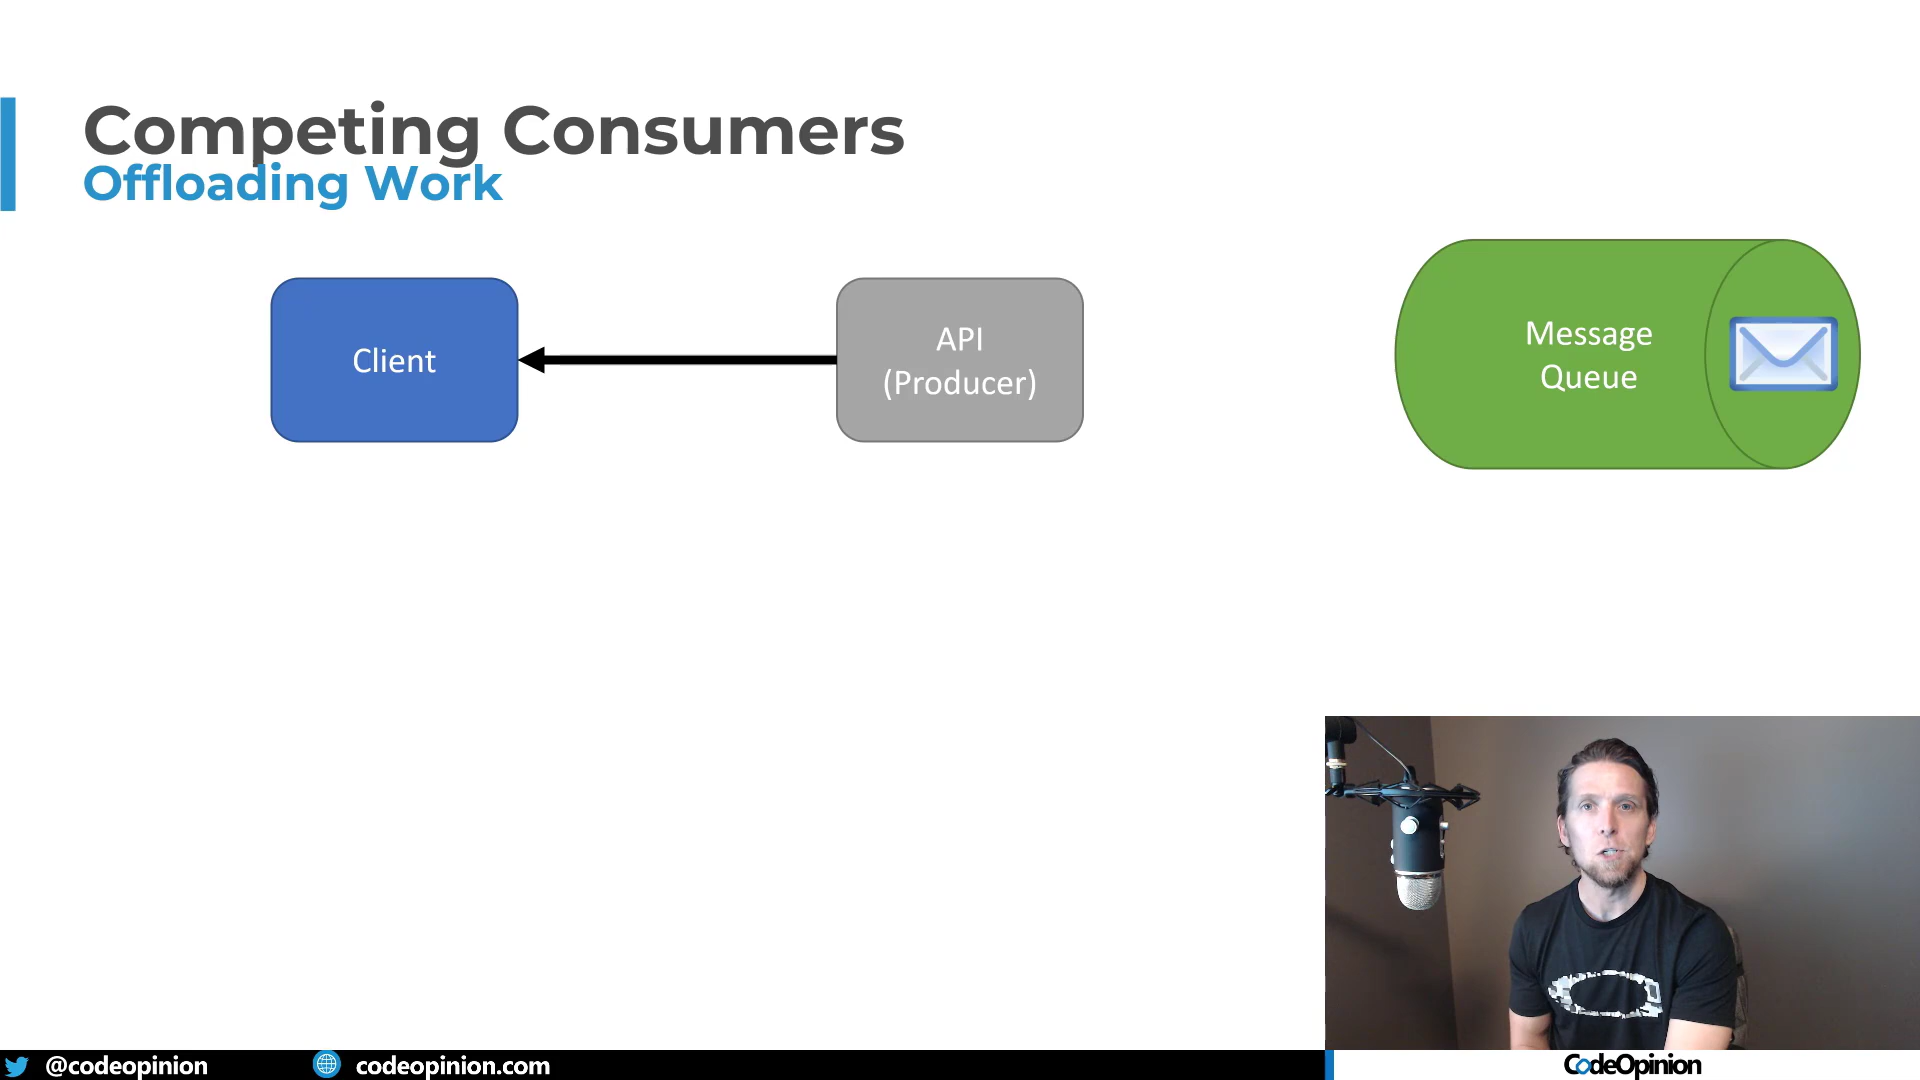 Competing Consumers
Offloading Work
Client
API
(Producer)
Message
Queue
@codeopinion
codeopinion.com
CodeOpinion